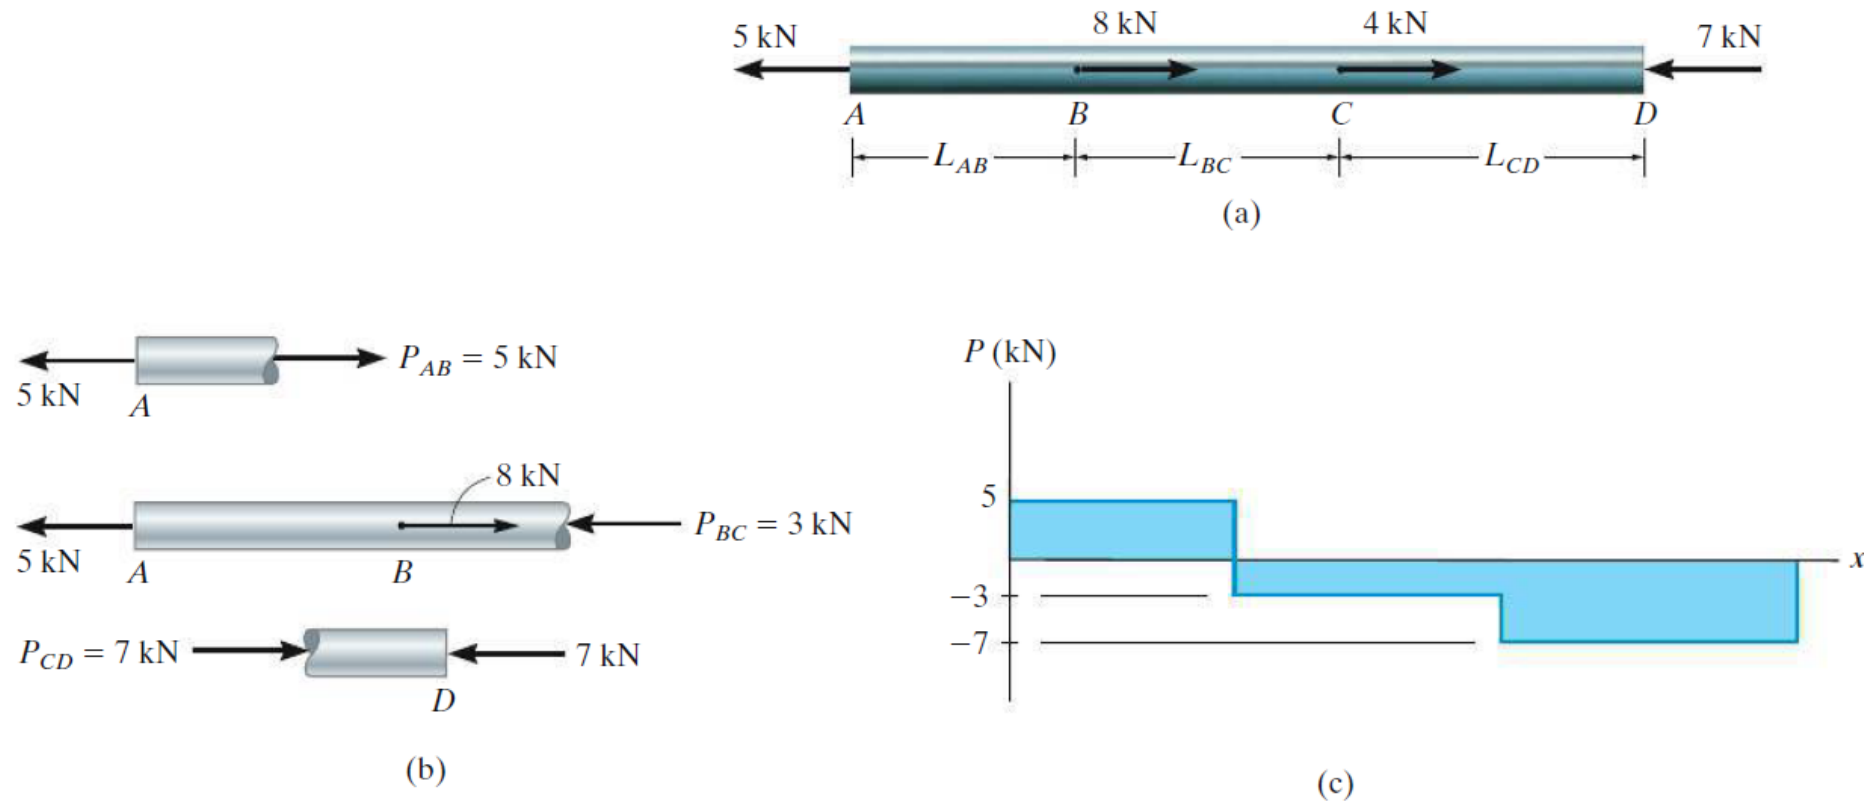 5 kN 8 kN 4 kN 7 kN
A B C D
L_AB L_BC L_CD
(a)
5 kN A P_AB = 5 kN
5 kN A B 8 kN P_BC = 3 kN
P_CD = 7 kN D 7 kN
(b)
P (kN)
5
−3
−7
x
(c)